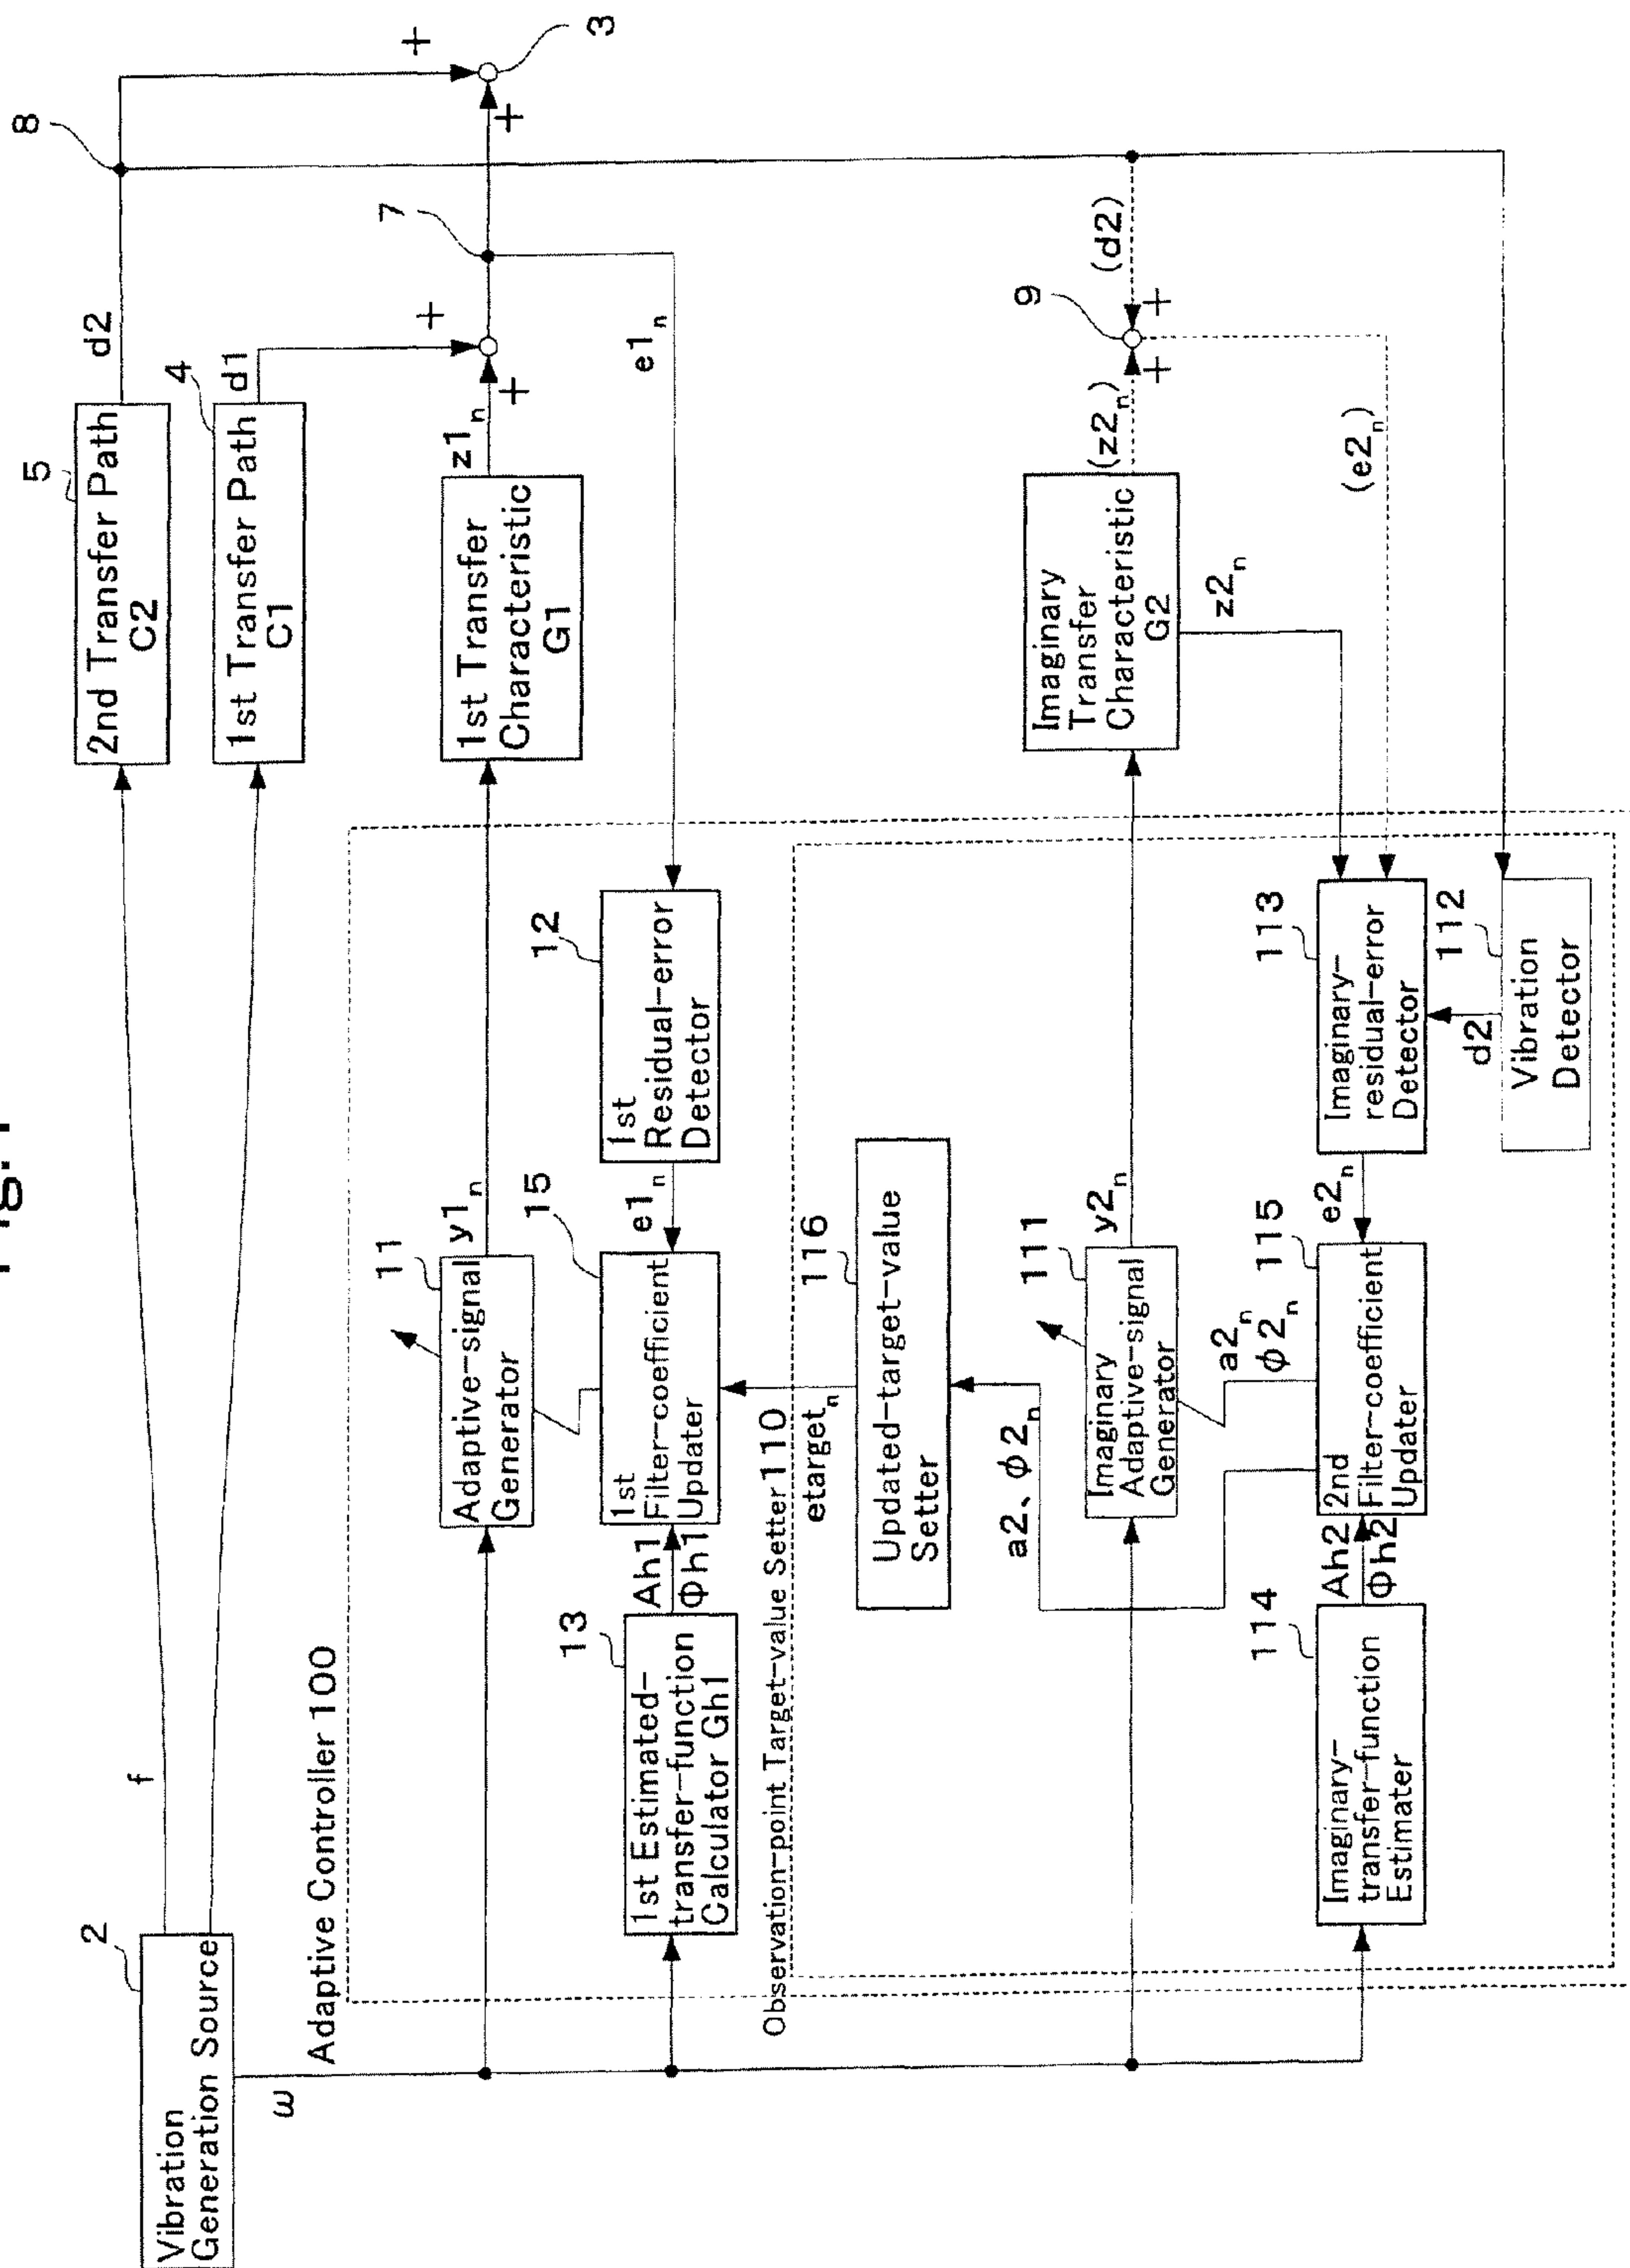 Fig. 1
Vibration
Generation Source
2
f
ω
5
2nd Transfer Path
C2
d2
8
1st Transfer Path
C1
4
d1
+
3
+
+
7
+
Adaptive Controller 100
Adaptive-signal
Generator
11
y1n
1st Transfer
Characteristic
G1
z1n
e1n
1st Estimated-
transfer-function
Calculator Gh1
13
Ah1
Φh1
1st
Filter-coefficient
Updater
15
e1n
1st
Residual-error
Detector
12
Observation-point Target-value Setter 110
etargetn
Updated-target-value
Setter
116
a2、φ2n
Imaginary
Adaptive-signal
Generator
111
y2n
Imaginary
Transfer
Characteristic
G2
(z2n)
+
9
+
(d2)
z2n
(e2n)
a2n
φ2n
Imaginary-
transfer-function
Estimater
114
Ah2
Φh2
2nd
Filter-coefficient
Updater
115
e2n
Imaginary-
residual-error
Detector
113
d2
Vibration
Detector
112